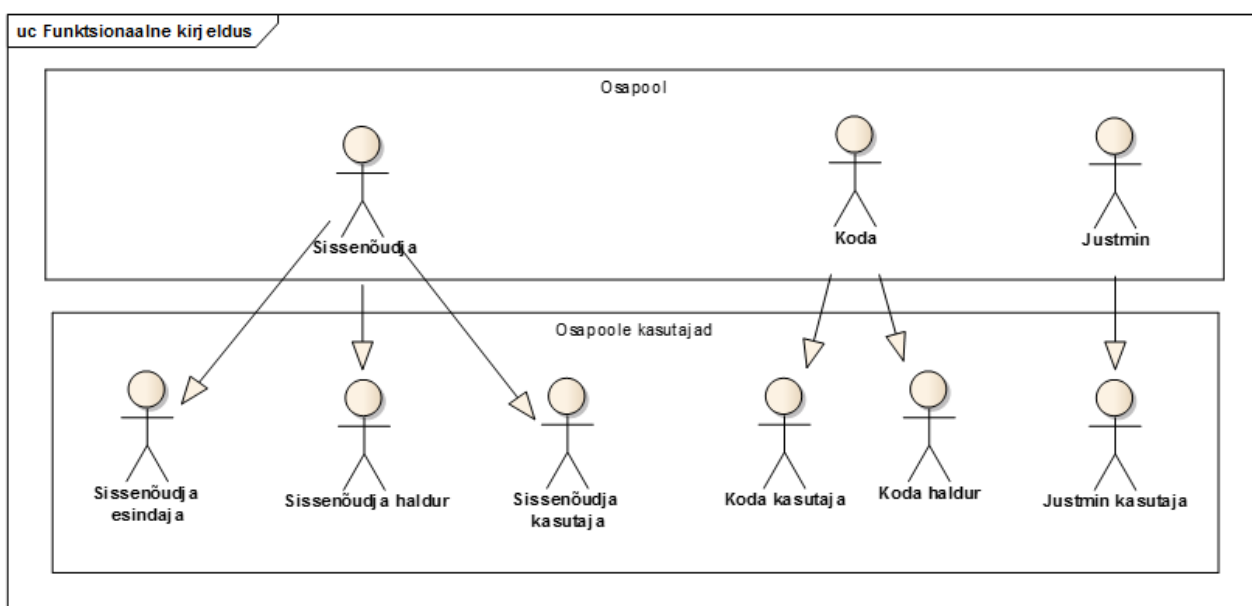 uc Funktsionaalne kirjeldus
Osapool
Sissenõudja
Koda
Justmin
Osapoole kasutajad
Sissenõudja
esindaja
Sissenõudja haldur
Sissenõudja
kasutaja
Koda kasutaja
Koda haldur
Justmin kasutaja